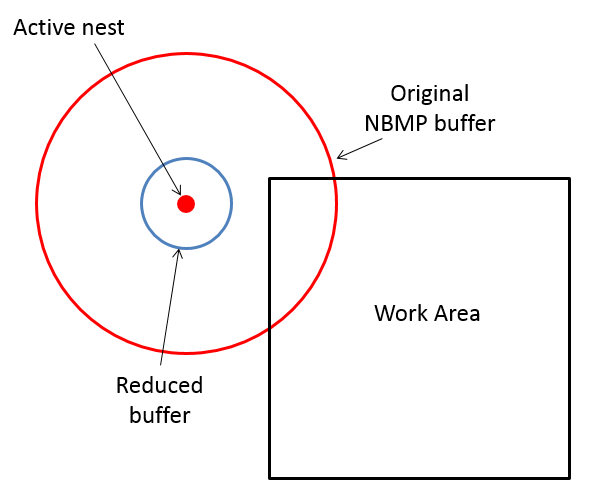 Active nest
Original
NBMP buffer
Work Area
Reduced
buffer